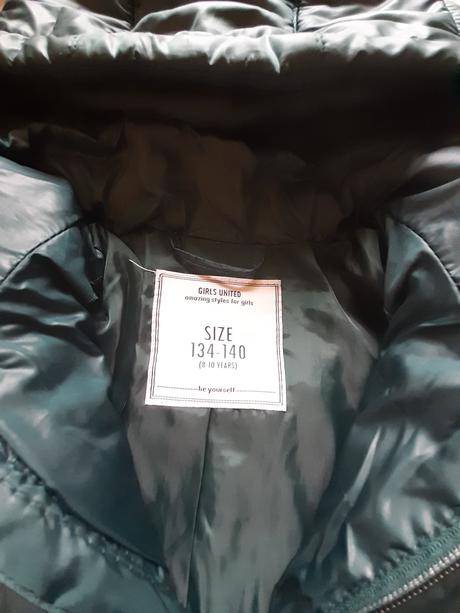 GIRLS UNITED
amazing styles for girls
SIZE
134-140
(8-10 YEARS)
be yourself